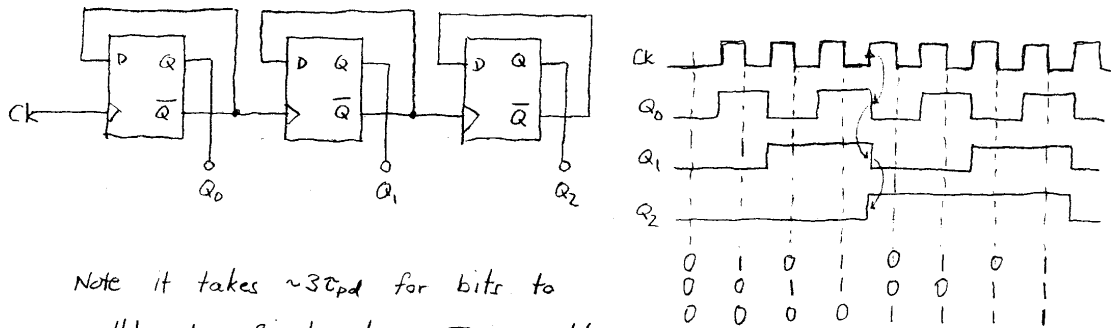 D Q D Q D Q
Ck Q̅ Q̅ Q̅
Q0 Q1 Q2
Ck
Q0
Q1
Q2
0 1 0 1 0 1 0 1
0 0 1 1 0 0 1 1
0 0 0 0 1 1 1 1
Note it takes ~3τpd for bits to